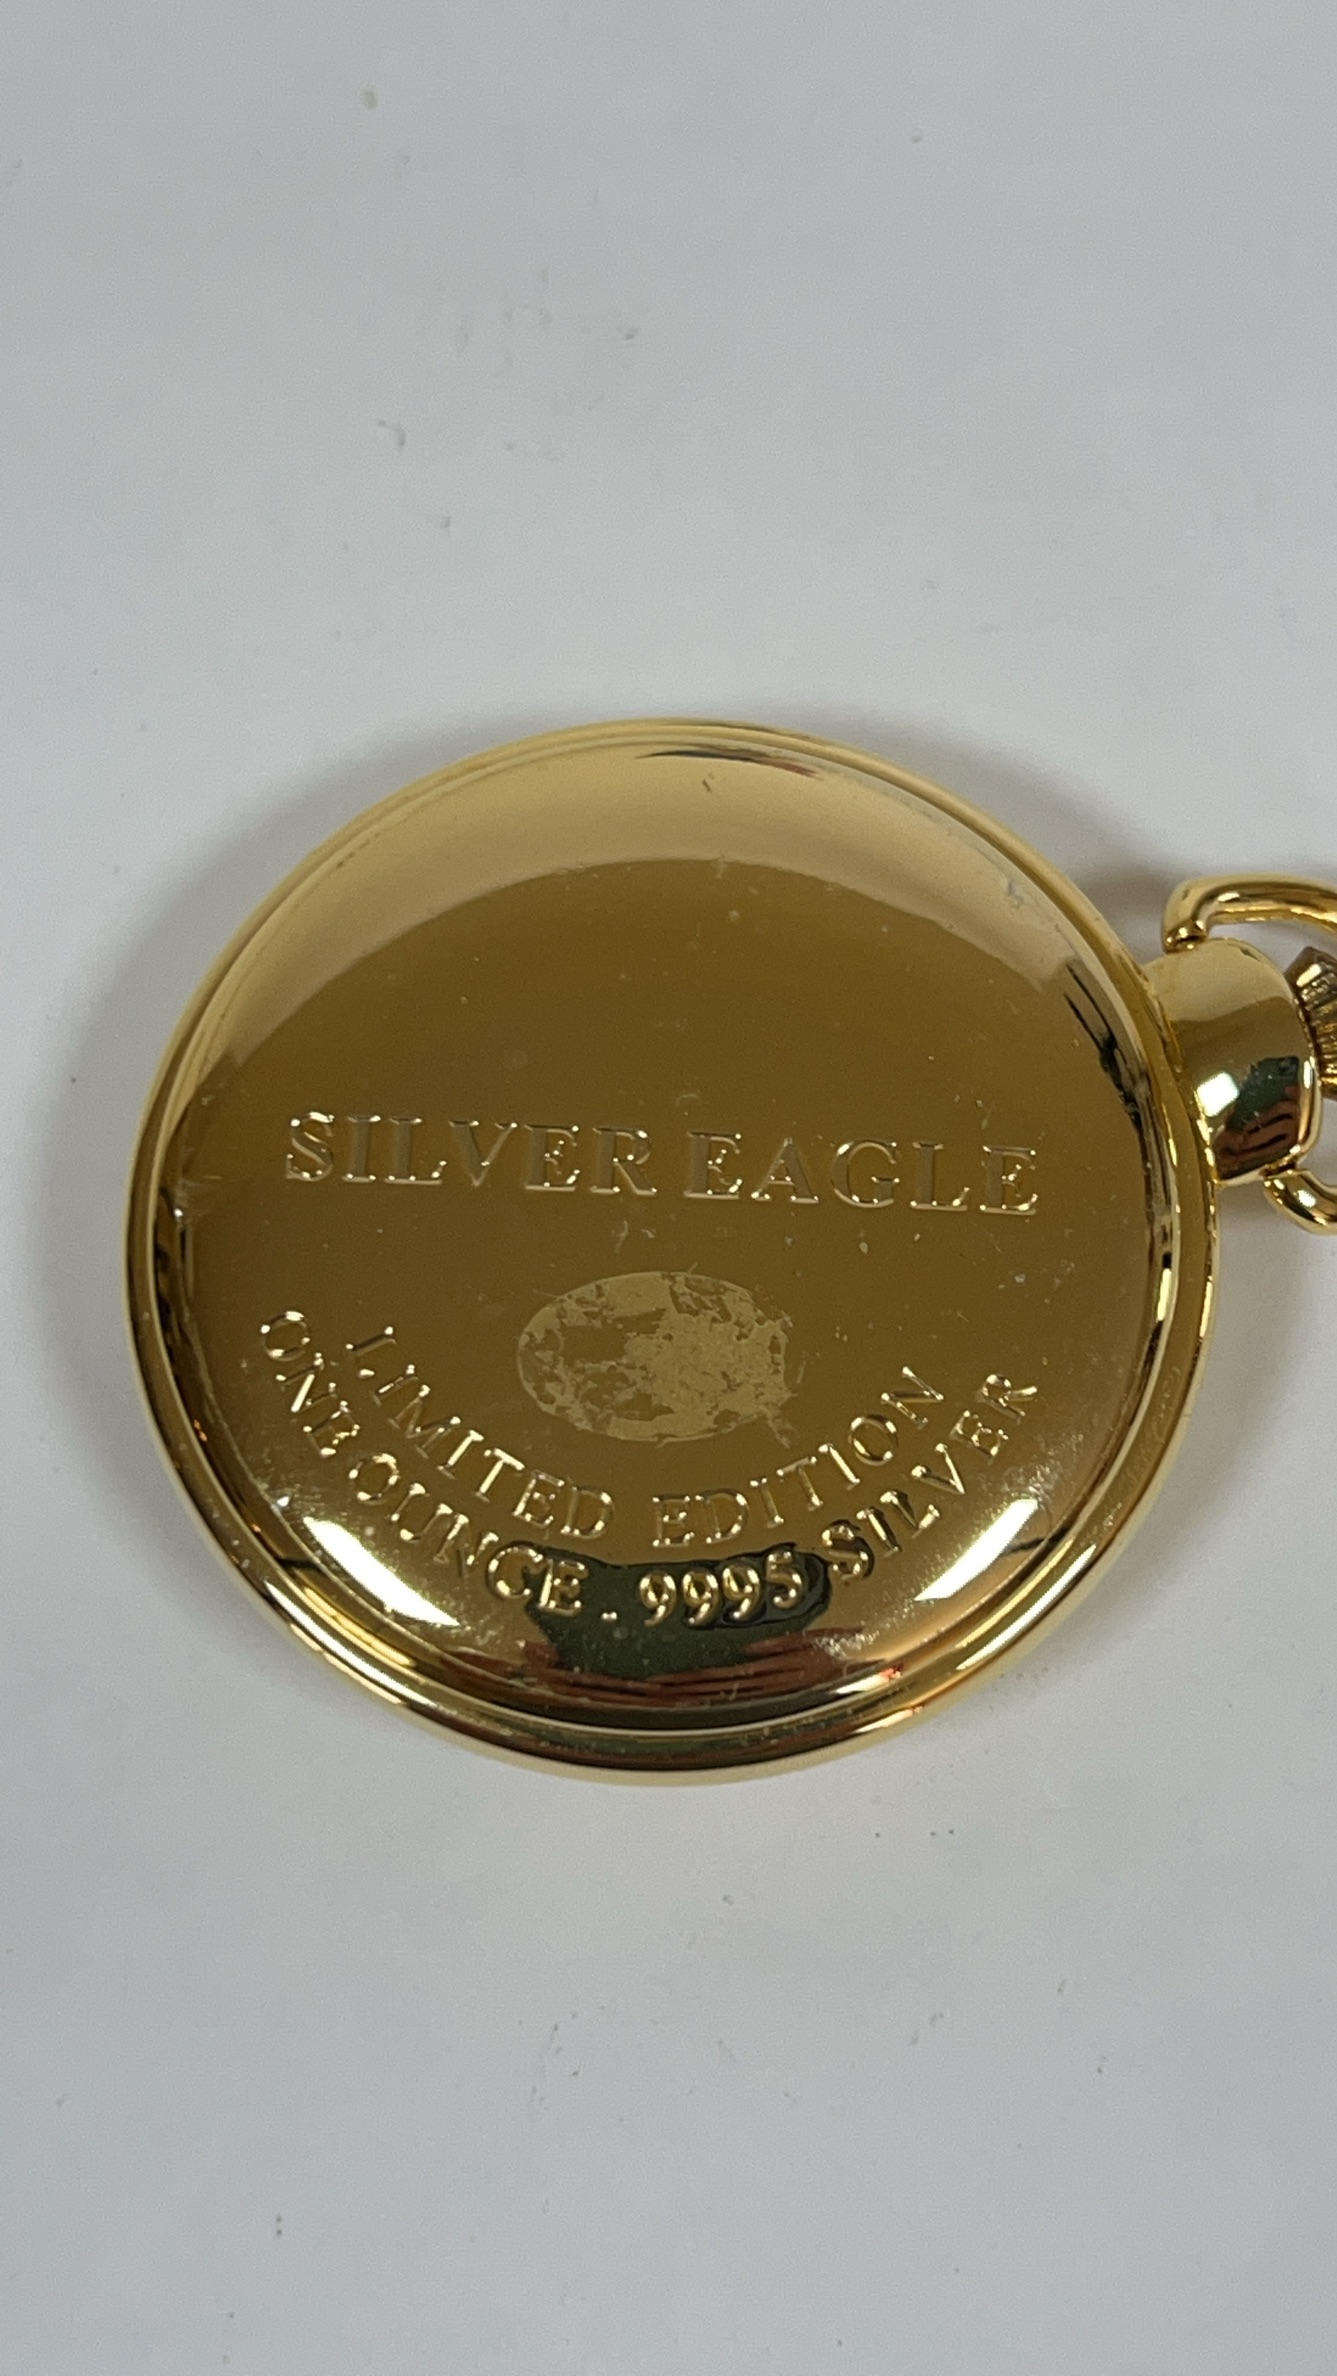 SILVER EAGLE
LIMITED EDITION
ONE OUNCE .9995 SILVER